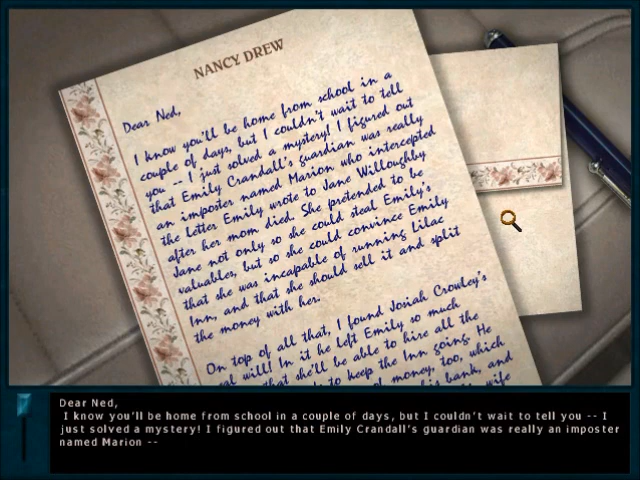 NANCY DREW
Dear Ned,
I know you'll be home from school in a
couple of days, but I couldn't wait to tell
you -- I just solved a mystery! I figured out
that Emily Crandall's guardian was really
an imposter named Marion who intercepted
the letter Emily wrote to Jane Willoughby
after her mom died. She pretended to be
Jane not only so she could steal Emily's
valuables, but so she could convince Emily
that she was incapable of running Lilac
Inn, and that she should sell it and split
the money with her.
On top of all that, I found Josiah Crowley's
will! In it he left Emily so much
that she'll be able to hire all the
to keep the Inn going. He
of money, too, which
his bank, and
wife
Dear Ned,
I know you'll be home from school in a couple of days, but I couldn't wait to tell you -- I
just solved a mystery! I figured out that Emily Crandall's guardian was really an imposter
named Marion --